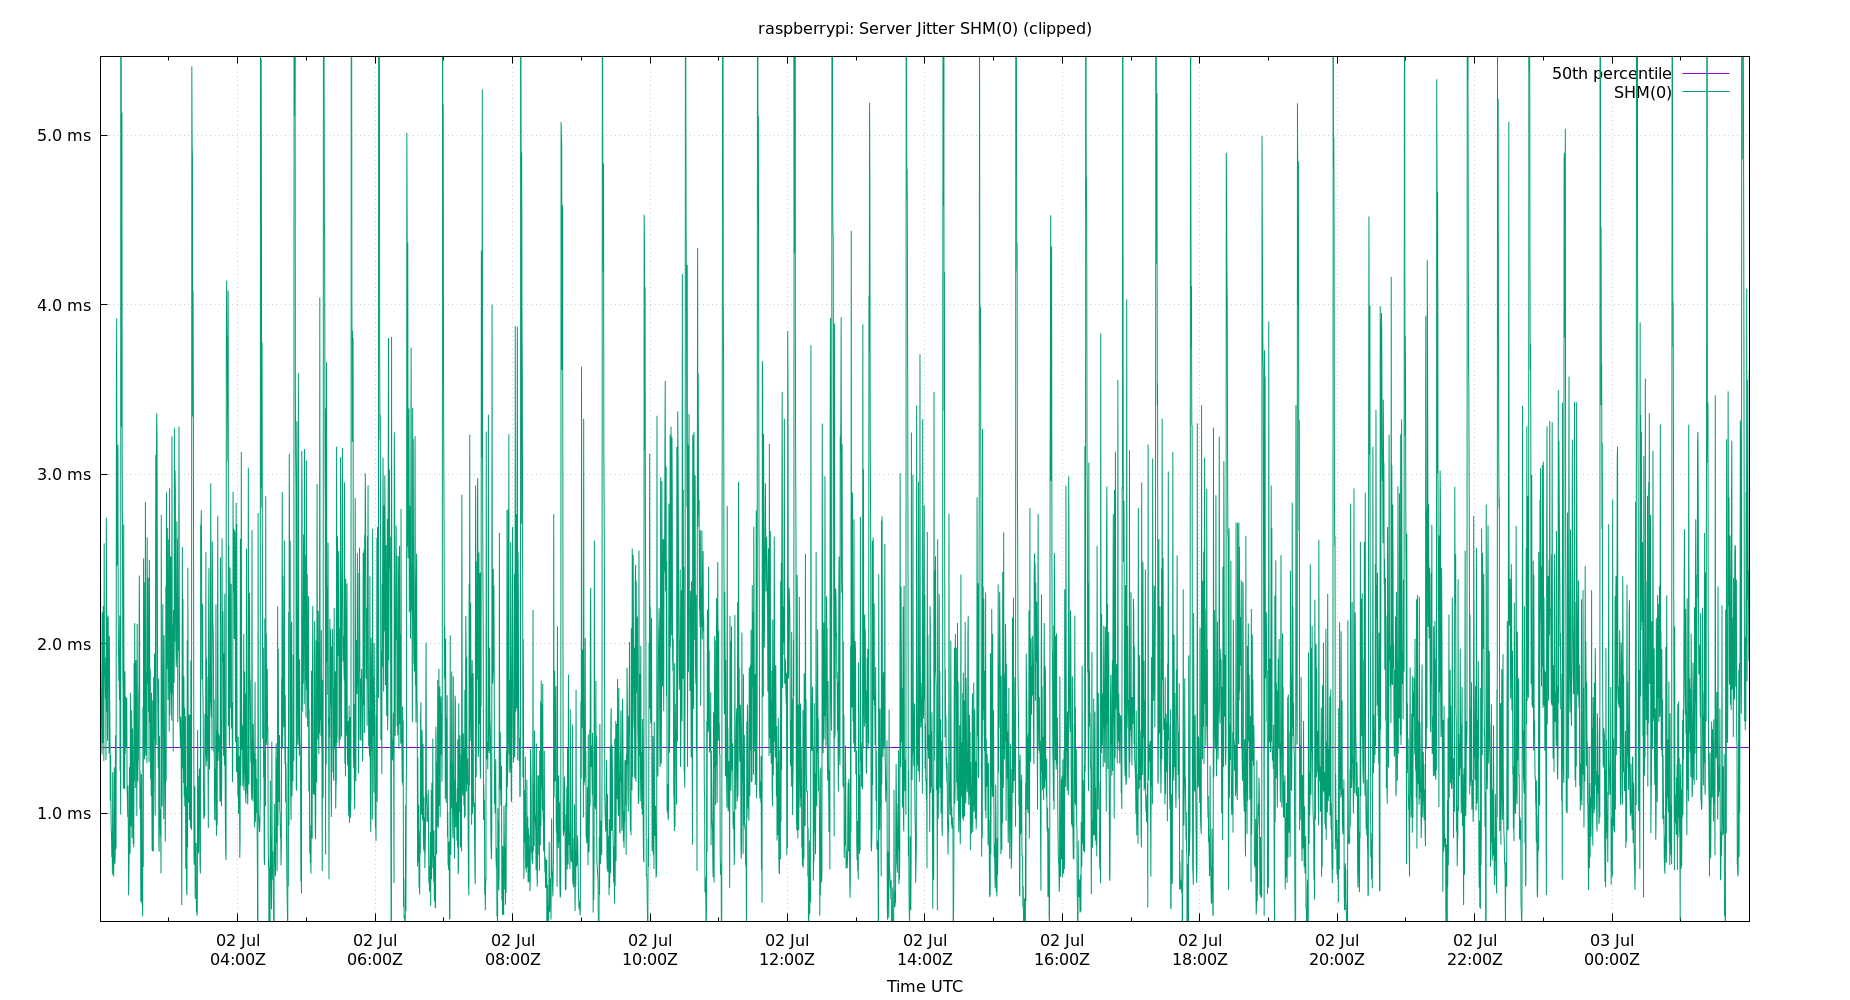 raspberrypi: Server Jitter SHM(0) (clipped)
50th percentile
SHM(0)
5.0 ms
4.0 ms
3.0 ms
2.0 ms
1.0 ms
02 Jul 02 Jul 02 Jul 02 Jul 02 Jul 02 Jul 02 Jul 02 Jul 02 Jul 02 Jul 03 Jul
04:00Z 06:00Z 08:00Z 10:00Z 12:00Z 14:00Z 16:00Z 18:00Z 20:00Z 22:00Z 00:00Z
Time UTC